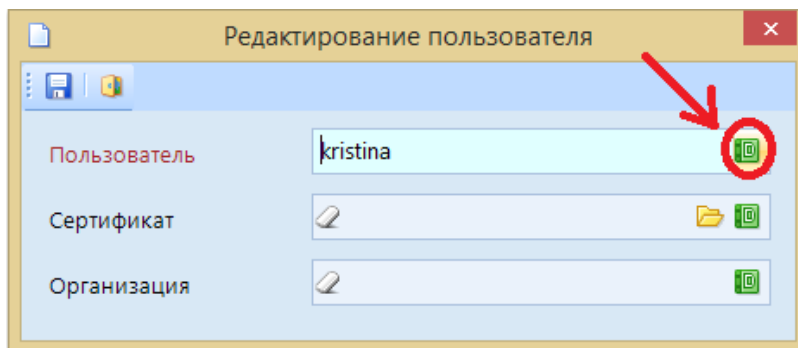 Редактирование пользователя
Пользователь
kristina
Сертификат
Организация